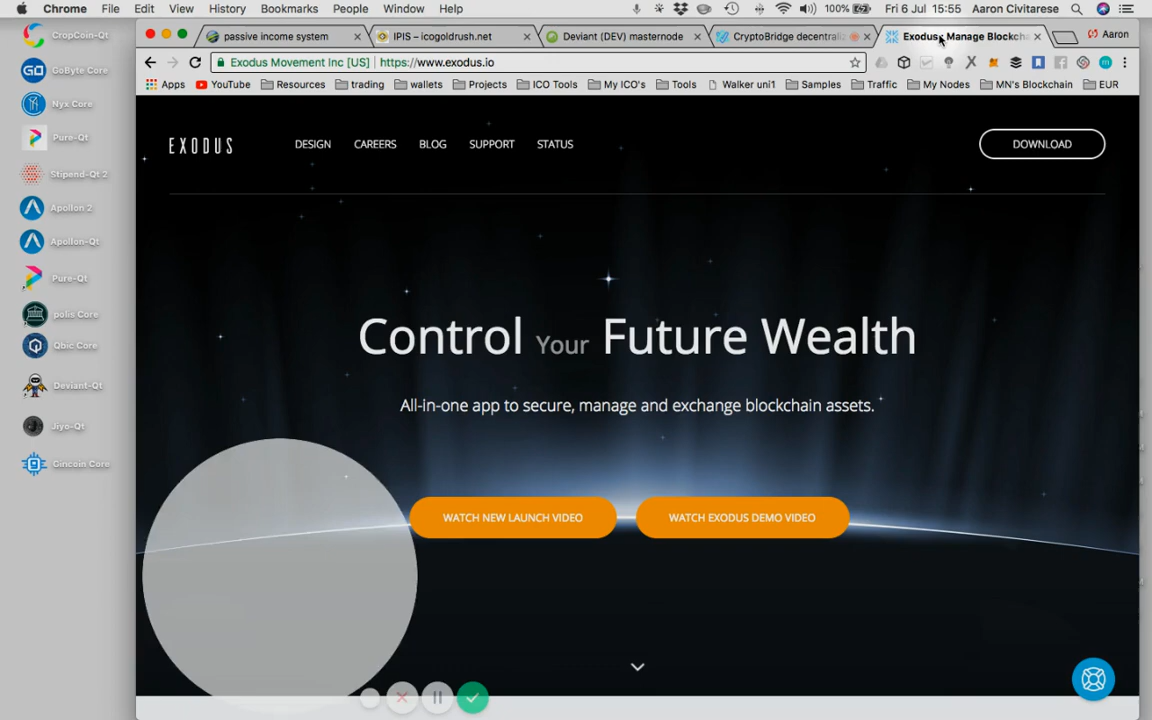 Chrome File Edit View History Bookmarks People Window Help 100% Fri 6 Jul 15:55 Aaron Civitarese
passive income system IPIS – icogoldrush.net Deviant (DEV) masternode CryptoBridge decentraliz Exodus: Manage Blockcha Aaron
Exodus Movement Inc [US] https://www.exodus.io
Apps YouTube Resources trading wallets Projects ICO Tools My ICO's Tools Walker uni1 Samples Traffic My Nodes MN's Blockchain EUR
CropCoin-Qt
GO GoByte Core
Nyx Core
Pure-Qt
Stipend-Qt 2
Apollon 2
Apollon-Qt
Pure-Qt
polis Core
Qbic Core
Deviant-Qt
Jiyo-Qt
Gincoin Core
EXODUS DESIGN CAREERS BLOG SUPPORT STATUS DOWNLOAD
Control Your Future Wealth
All-in-one app to secure, manage and exchange blockchain assets.
WATCH NEW LAUNCH VIDEO WATCH EXODUS DEMO VIDEO